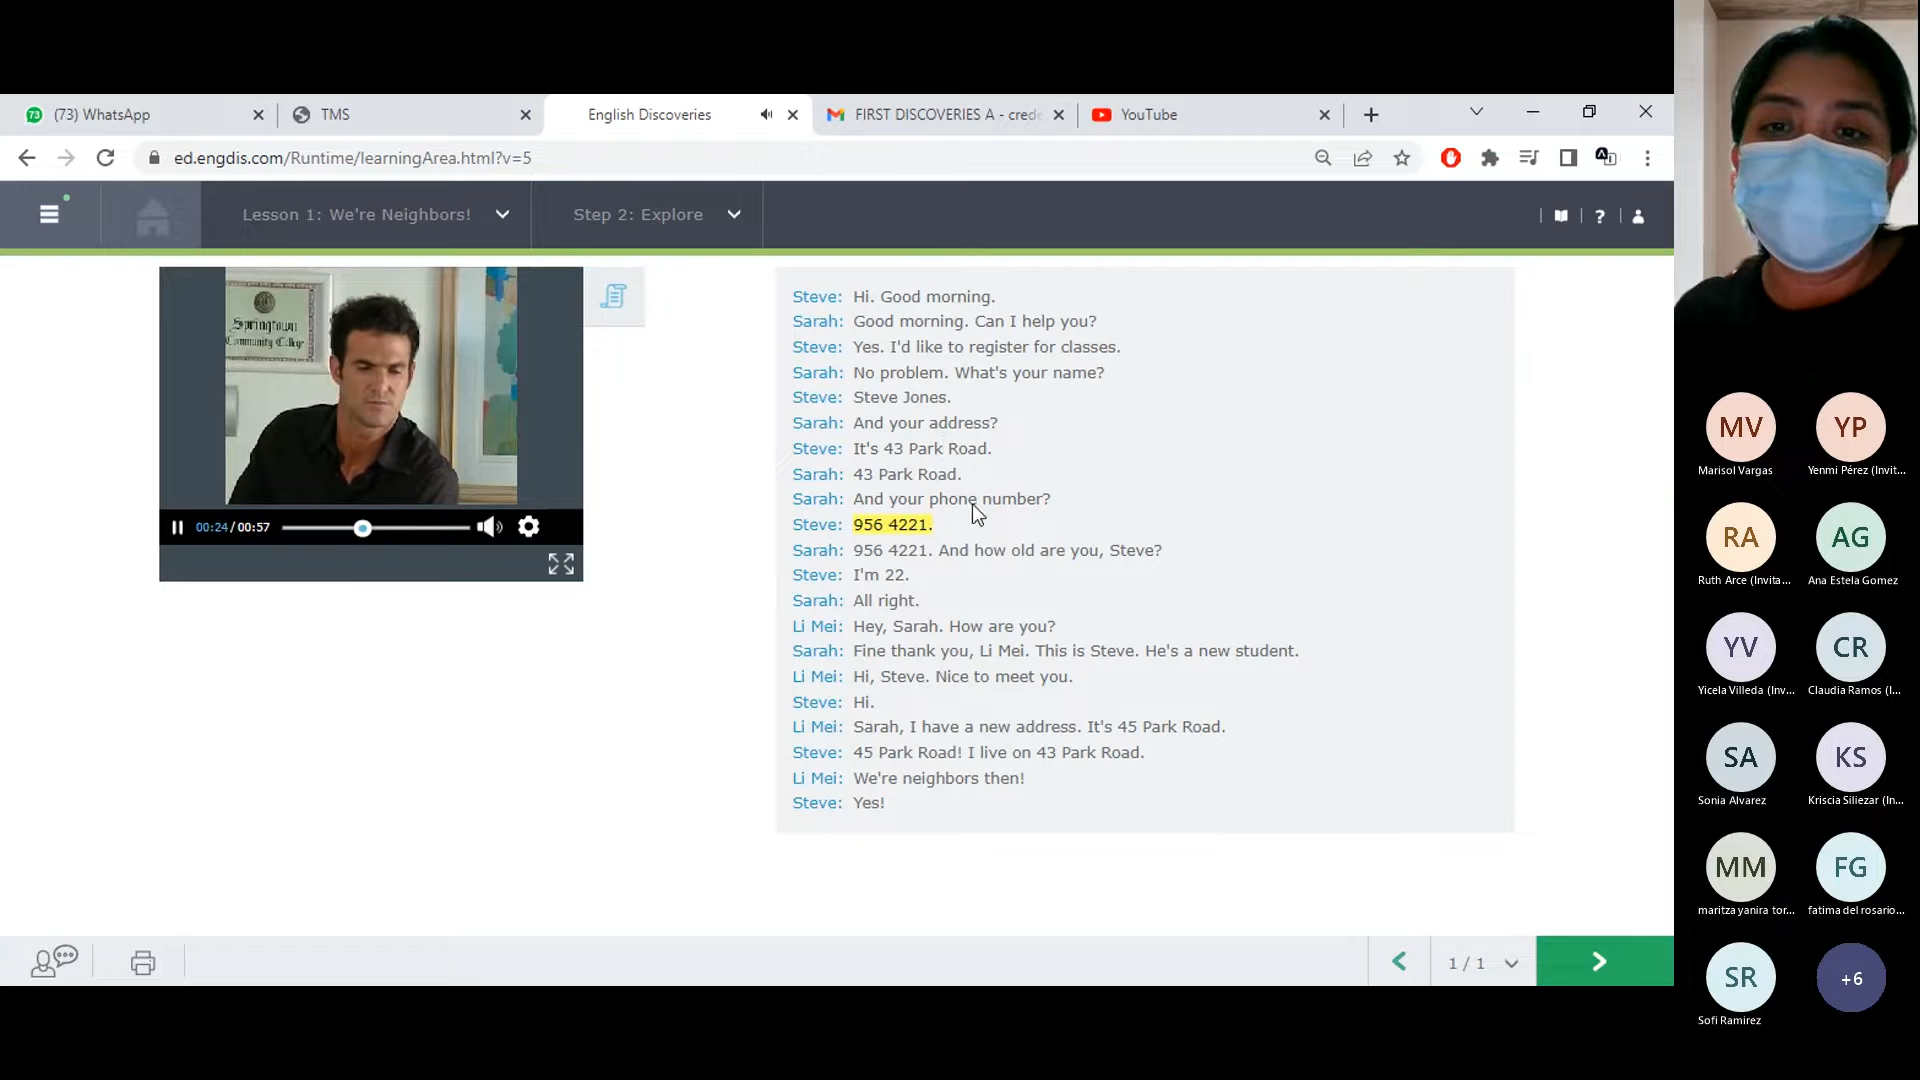 73 (73) WhatsApp
TMS
English Discoveries
FIRST DISCOVERIES A - crede
YouTube
ed.engdis.com/Runtime/learningArea.html?v=5
Lesson 1: We're Neighbors!
Step 2: Explore
?
Springtown
Community College
00:24/00:57
Steve: Hi. Good morning.
Sarah: Good morning. Can I help you?
Steve: Yes. I'd like to register for classes.
Sarah: No problem. What's your name?
Steve: Steve Jones.
Sarah: And your address?
Steve: It's 43 Park Road.
Sarah: 43 Park Road.
Sarah: And your phone number?
Steve: 956 4221.
Sarah: 956 4221. And how old are you, Steve?
Steve: I'm 22.
Sarah: All right.
Li Mei: Hey, Sarah. How are you?
Sarah: Fine thank you, Li Mei. This is Steve. He's a new student.
Li Mei: Hi, Steve. Nice to meet you.
Steve: Hi.
Li Mei: Sarah, I have a new address. It's 45 Park Road.
Steve: 45 Park Road! I live on 43 Park Road.
Li Mei: We're neighbors then!
Steve: Yes!
1 / 1
MV YP
Marisol Vargas Yenmi Pérez (Invit...
RA AG
Ruth Arce (Invita... Ana Estela Gomez
YV CR
Yicela Villeda (Inv... Claudia Ramos (I...
SA KS
Sonia Alvarez Kriscia Siliezar (In...
MM FG
maritza yanira tor... fatima del rosario...
SR +6
Sofi Ramirez